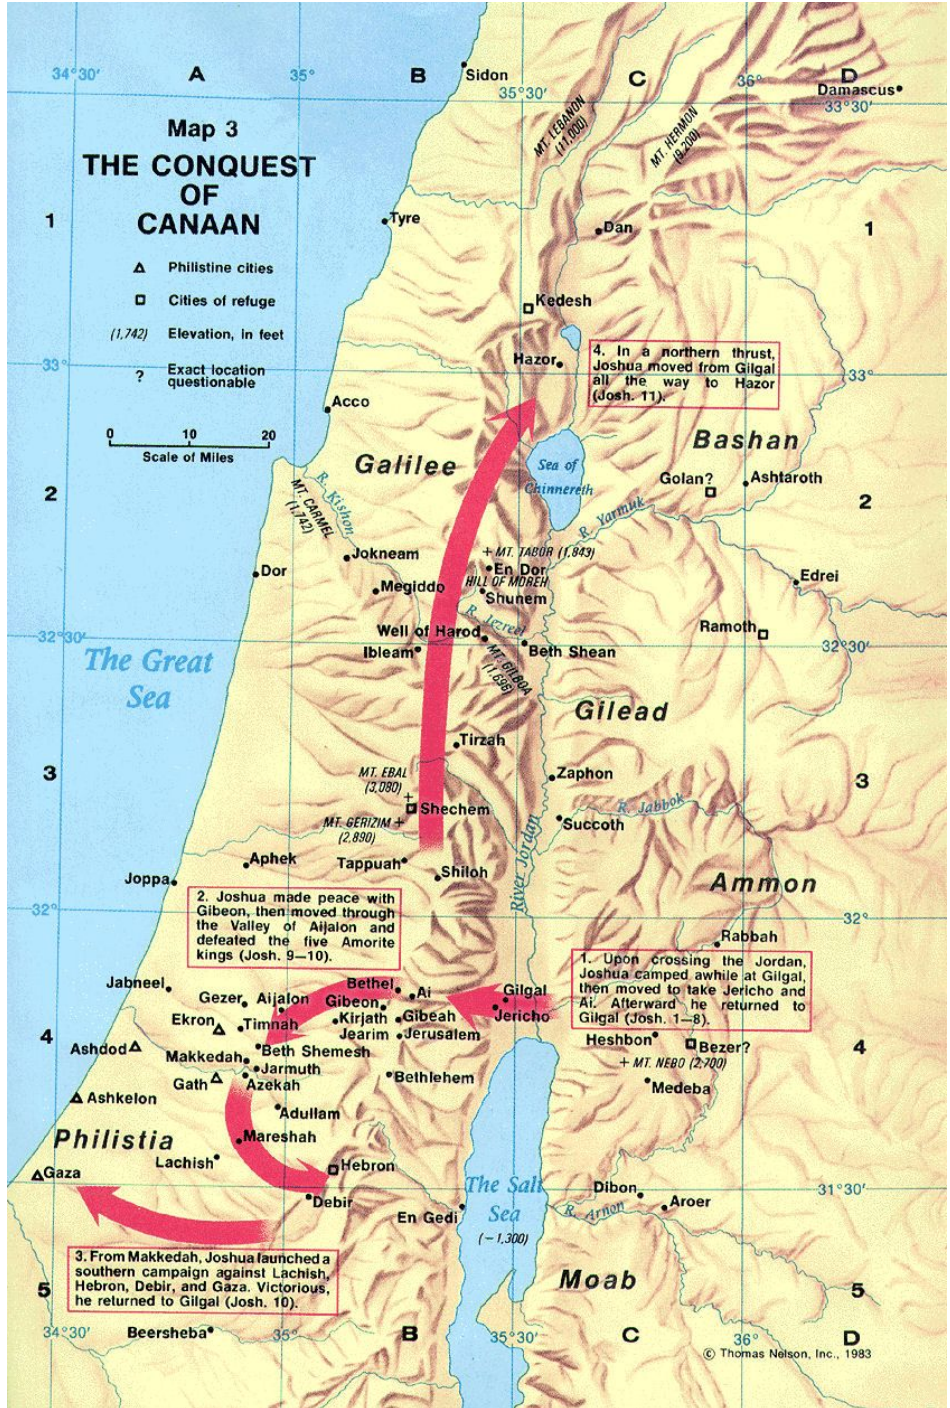 34°30'
A
35°
B
Sidon
35°30'
C
36°
D
Damascus
33°30'
MT. LEBANON
(11,000)
MT. HERMON
(9,200)
Map 3
THE CONQUEST
OF
CANAAN
1
Tyre
Dan
1
Philistine cities
Cities of refuge
(1,742) Elevation, in feet
? Exact location
questionable
Kedesh
Hazor
33°
33°
4. In a northern thrust,
Joshua moved from Gilgal
all the way to Hazor
(Josh. 11).
Acco
0 10 20
Scale of Miles
Galilee
Bashan
Sea of
Chinnereth
Golan?
Ashtaroth
2
2
R. Kishon
MT. CARMEL
(1,742)
R. Yarmuk
Jokneam
MT. TABOR (1,843)
En Dor
HILL OF MOREH
Shunem
Dor
Megiddo
Edrei
R. Jezreel
Well of Harod
Ibleam
MT. GILBOA
(1,696)
Beth Shean
Ramoth
32°30'
32°30'
The Great
Sea
Gilead
Tirzah
3
3
MT. EBAL
(3,080)
Shechem
MT. GERIZIM
(2,890)
Zaphon
R. Jabbok
Succoth
River Jordan
Aphek
Tappuah
Shiloh
Joppa
Ammon
32°
32°
2. Joshua made peace with
Gibeon, then moved through
the Valley of Aijalon and
defeated the five Amorite
kings (Josh. 9—10).
Rabbah
1. Upon crossing the Jordan,
Joshua camped awhile at Gilgal,
then moved to take Jericho and
Ai. Afterward he returned to
Gilgal (Josh. 1—8).
Jabneel
Bethel
Ai
Gilgal
Gezer
Aijalon
Gibeon
Jericho
Ekron
Timnah
Kirjath
Jearim
Gibeah
Jerusalem
4
4
Heshbon
Bezer?
MT. NEBO (2,700)
Medeba
Ashdod
Makkedah
Beth Shemesh
Jarmuth
Gath
Azekah
Bethlehem
Ashkelon
Adullam
Philistia
Mareshah
Lachish
Hebron
Gaza
Debir
En Gedi
The Salt
Sea
(−1,300)
31°30'
31°30'
Dibon
Aroer
R. Arnon
Moab
3. From Makkedah, Joshua launched a
southern campaign against Lachish,
Hebron, Debir, and Gaza. Victorious,
he returned to Gilgal (Josh. 10).
5
5
Beersheba
34°30'
35°
B
35°30'
C
36°
D
© Thomas Nelson, Inc., 1983